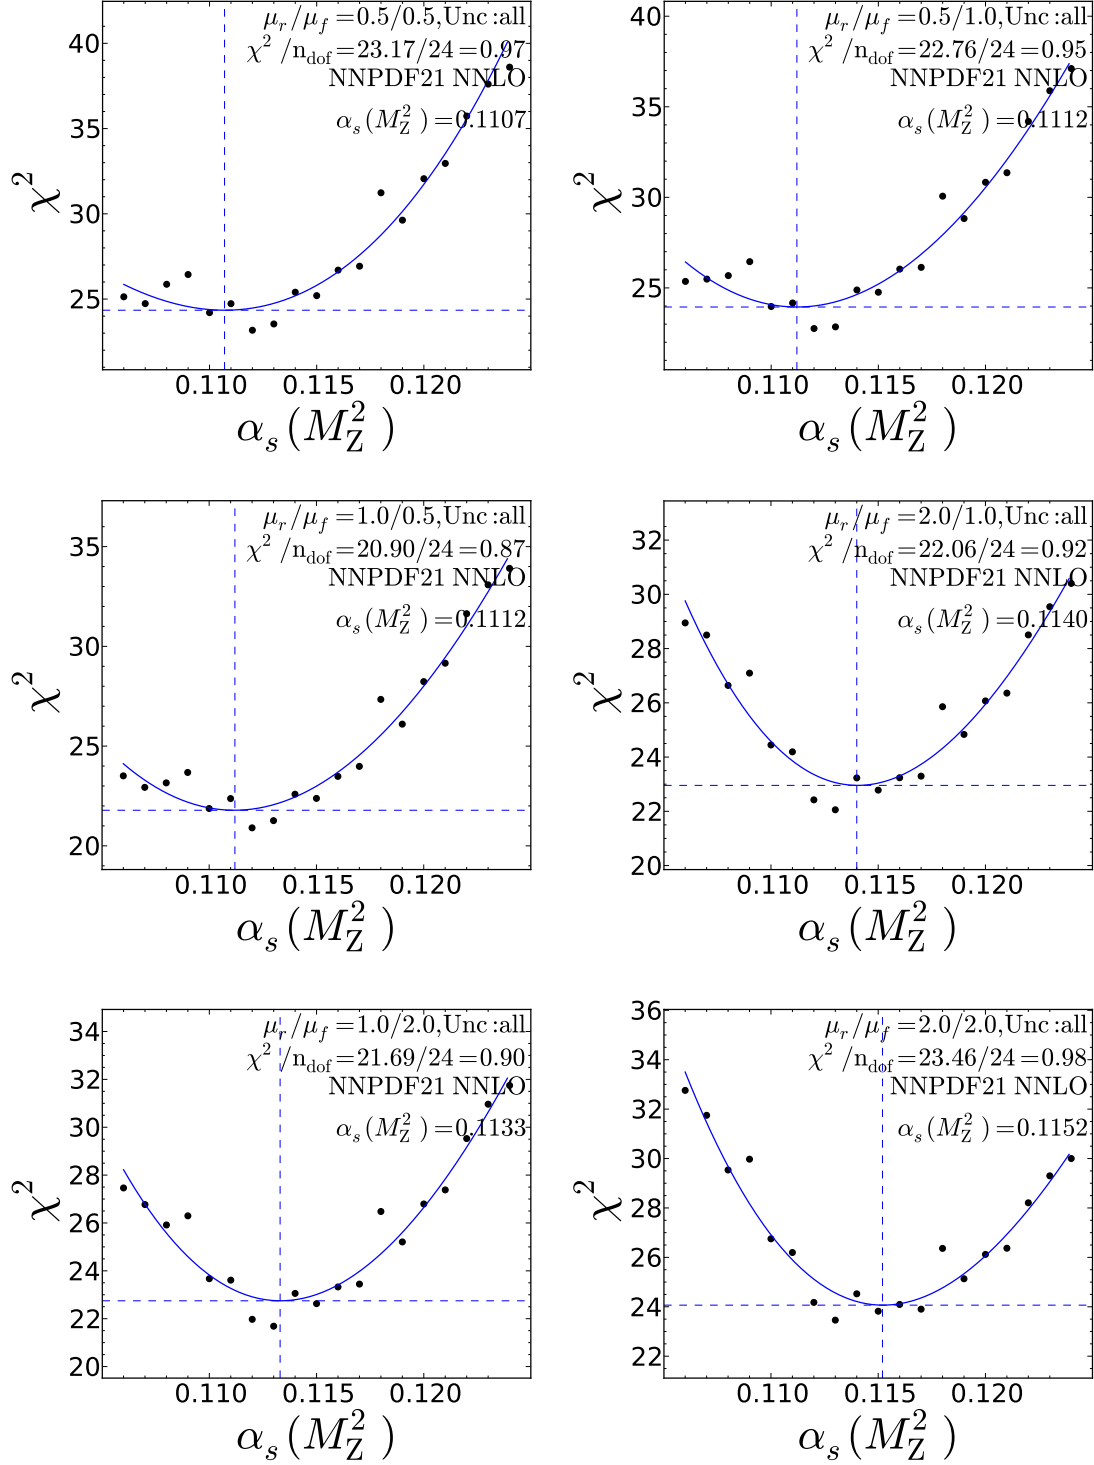 μr/μf=0.5/0.5,Unc:all
χ²/ndof=23.17/24=0.97
NNPDF21 NNLO
αs(M²Z)=0.1107
40
35
30
25
χ²
0.110 0.115 0.120
αs(M²Z)
μr/μf=0.5/1.0,Unc:all
χ²/ndof=22.76/24=0.95
NNPDF21 NNLO
αs(M²Z)=0.1112
40
35
30
25
χ²
0.110 0.115 0.120
αs(M²Z)
μr/μf=1.0/0.5,Unc:all
χ²/ndof=20.90/24=0.87
NNPDF21 NNLO
αs(M²Z)=0.1112
35
30
25
20
χ²
0.110 0.115 0.120
αs(M²Z)
μr/μf=2.0/1.0,Unc:all
χ²/ndof=22.06/24=0.92
NNPDF21 NNLO
αs(M²Z)=0.1140
32
30
28
26
24
22
20
χ²
0.110 0.115 0.120
αs(M²Z)
μr/μf=1.0/2.0,Unc:all
χ²/ndof=21.69/24=0.90
NNPDF21 NNLO
αs(M²Z)=0.1133
34
32
30
28
26
24
22
20
χ²
0.110 0.115 0.120
αs(M²Z)
μr/μf=2.0/2.0,Unc:all
χ²/ndof=23.46/24=0.98
NNPDF21 NNLO
αs(M²Z)=0.1152
36
34
32
30
28
26
24
22
χ²
0.110 0.115 0.120
αs(M²Z)